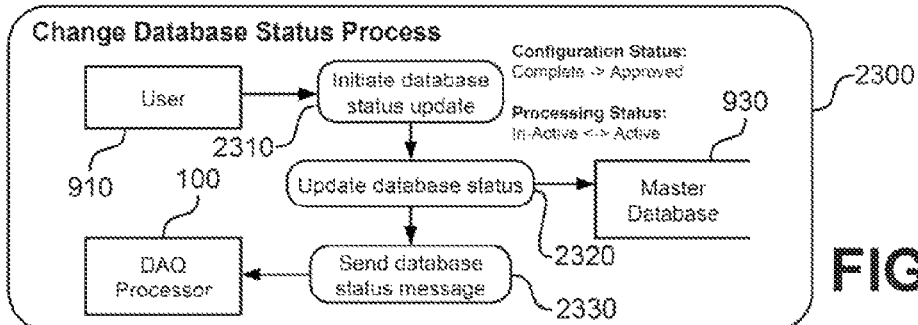 Change Database Status Process
Configuration Status:
Complete -> Approved
Initiate database
status update
User
2300
Processing Status:
In-Active <-> Active
930
2310
910
100
Update database status
Master
Database
2320
DAQ
Processor
Send database
status message
2330
FIG